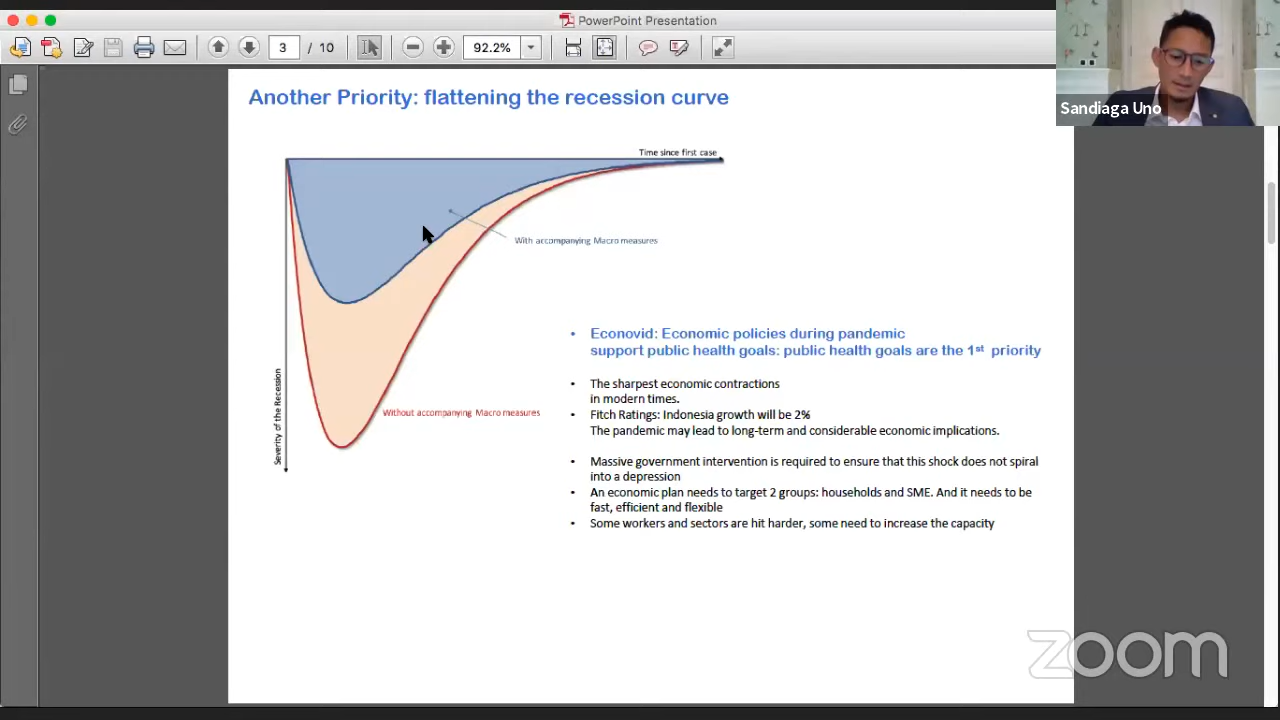 PowerPoint Presentation
3 / 10
92.2%
Sandiaga Uno
Another Priority: flattening the recession curve
Time since first case
With accompanying Macro measures
Without accompanying Macro measures
Severity of the Recession
• Econovid: Economic policies during pandemic
support public health goals: public health goals are the 1st priority
• The sharpest economic contractions
in modern times.
• Fitch Ratings: Indonesia growth will be 2%
The pandemic may lead to long-term and considerable economic implications.
• Massive government intervention is required to ensure that this shock does not spiral
into a depression
• An economic plan needs to target 2 groups: households and SME. And it needs to be
fast, efficient and flexible
• Some workers and sectors are hit harder, some need to increase the capacity
zoom